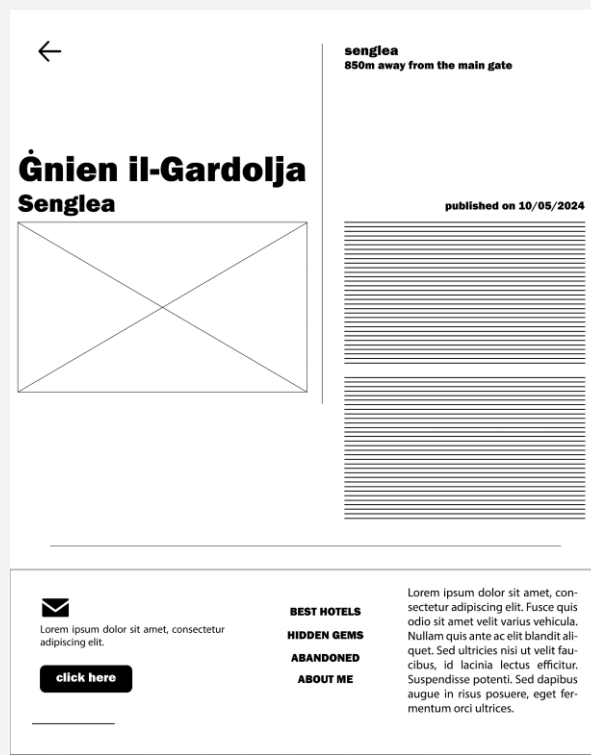 senglea
850m away from the main gate
Ġnien il-Gardolja
Senglea
published on 10/05/2024
Lorem ipsum dolor sit amet, consectetur
adipiscing elit.
click here
BEST HOTELS
HIDDEN GEMS
ABANDONED
ABOUT ME
Lorem ipsum dolor sit amet, con-
sectetur adipiscing elit. Fusce quis
odio sit amet velit varius vehicula.
Nullam quis ante ac elit blandit ali-
quet. Sed ultricies nisi ut velit fau-
cibus, id lacinia lectus efficitur.
Suspendisse potenti. Sed dapibus
augue in risus posuere, eget fer-
mentum orci ultrices.